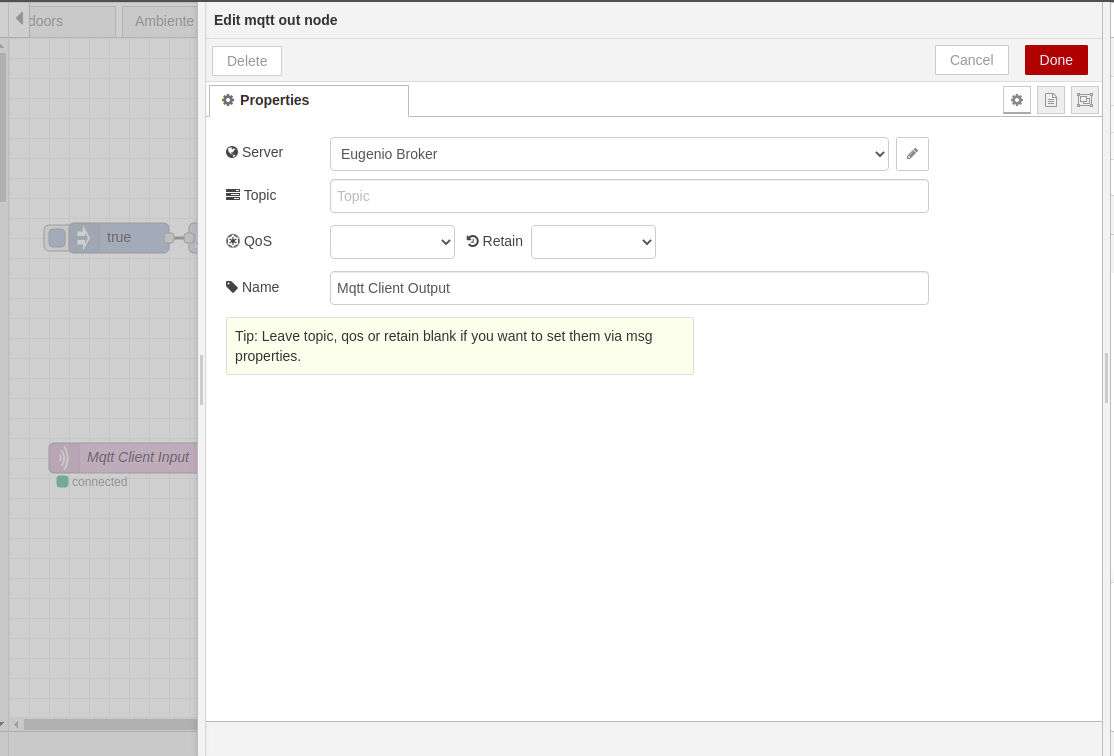 doors
Ambiente
Edit mqtt out node
Delete
Cancel
Done
Properties
Server
Eugenio Broker
Topic
Topic
QoS
Retain
Name
Mqtt Client Output
Tip: Leave topic, qos or retain blank if you want to set them via msg
properties.
true
Mqtt Client Input
connected